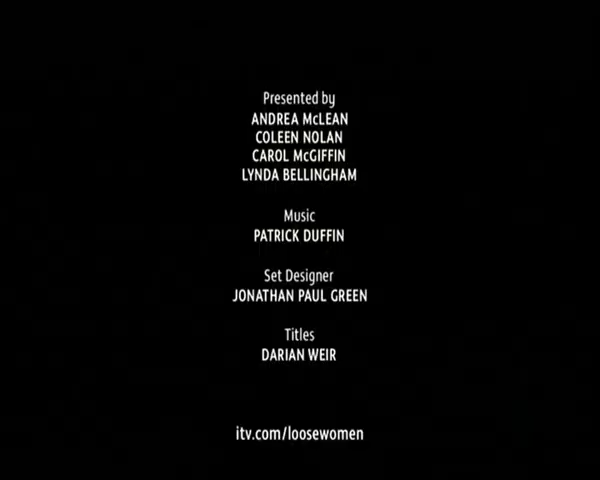 Presented by
ANDREA McLEAN
COLEEN NOLAN
CAROL McGIFFIN
LYNDA BELLINGHAM
Music
PATRICK DUFFIN
Set Designer
JONATHAN PAUL GREEN
Titles
DARIAN WEIR
itv.com/loosewomen